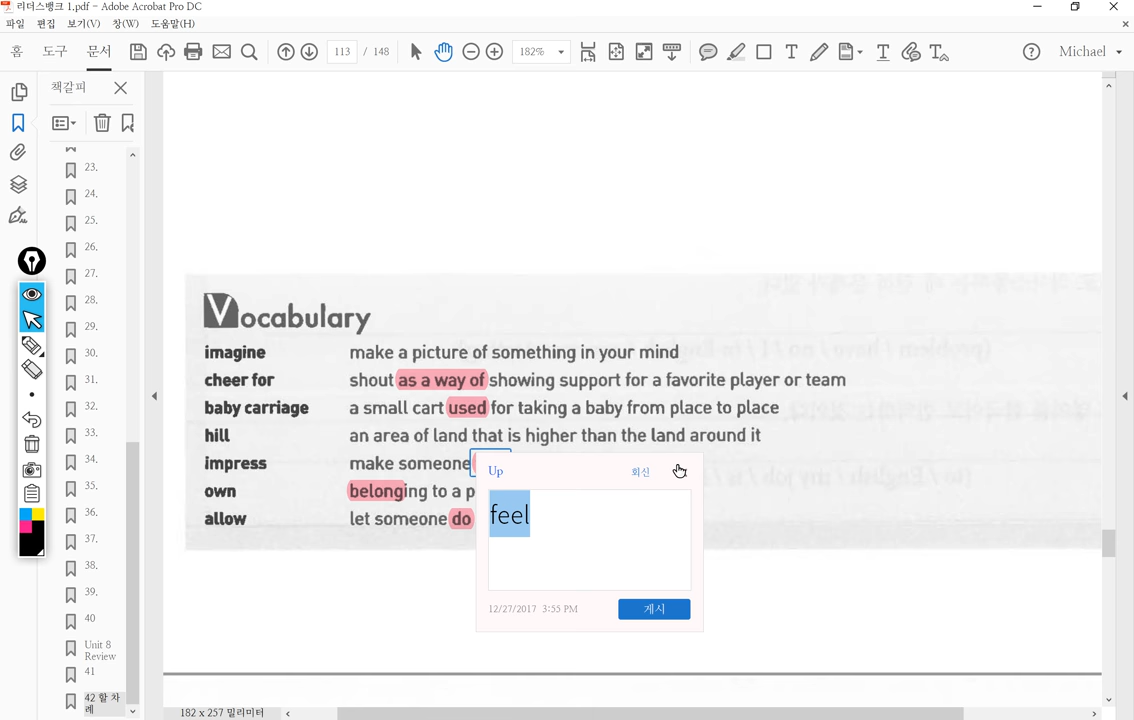 리더스뱅크 1.pdf - Adobe Acrobat Pro DC
파일 편집 보기(V) 창(W) 도움말(H)
홈 도구 문서 113 / 148 182% Michael
책갈피
23.
24.
25.
26.
27.
28.
29.
30.
31.
32.
33.
34.
35.
36.
37.
38.
39.
40
Unit 8
Review
41
42 할 차
례
Vocabulary
imagine make a picture of something in your mind
cheer for shout as a way of showing support for a favorite player or team
baby carriage a small cart used for taking a baby from place to place
hill an area of land that is higher than the land around it
impress make someone
own belonging to a p
allow let someone do
Up 회신
feel
12/27/2017 3:55 PM 게시
182 x 257 밀리미터